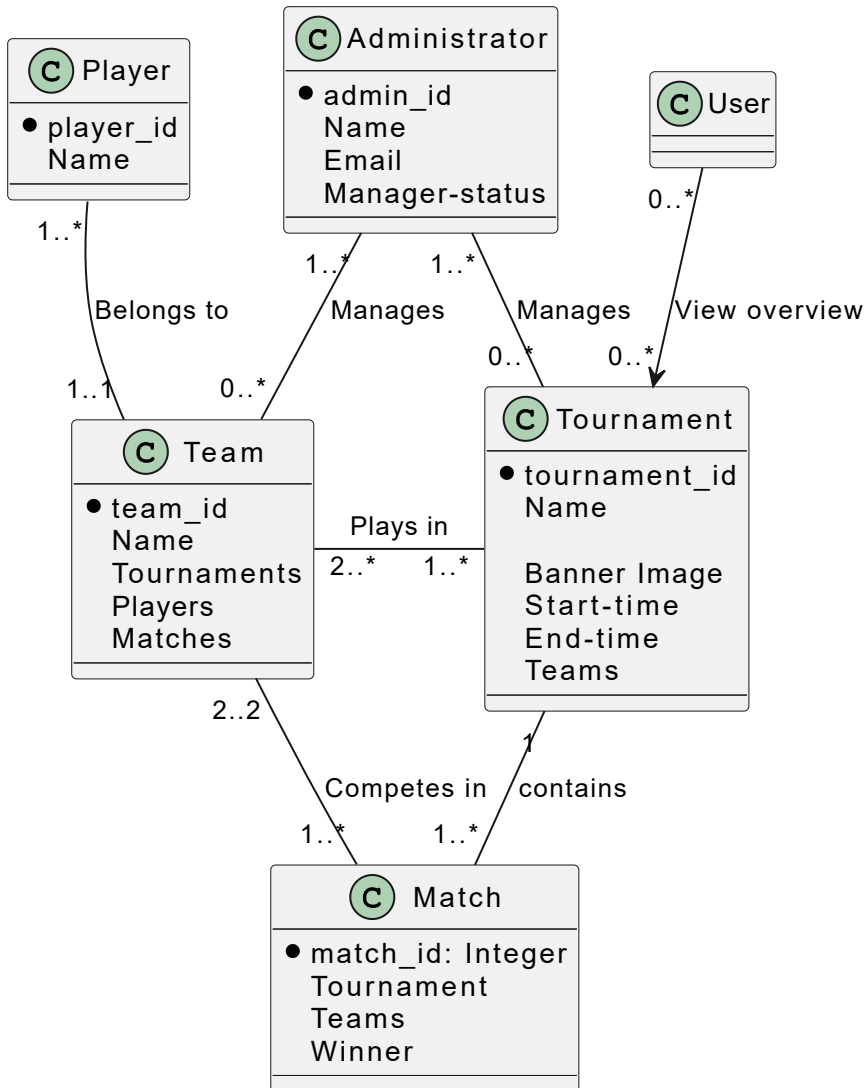 C Player
player_id
Name
C Administrator
admin_id
Name
Email
Manager-status
C User
1..*
Belongs to
1..1
1..*
Manages
0..*
1..*
Manages
0..*
0..*
View overview
0..*
C Team
team_id
Name
Tournaments
Players
Matches
Plays in
2..*
1..*
C Tournament
tournament_id
Name
Banner Image
Start-time
End-time
Teams
2..2
Competes in
1..*
1
contains
1..*
C Match
match_id: Integer
Tournament
Teams
Winner